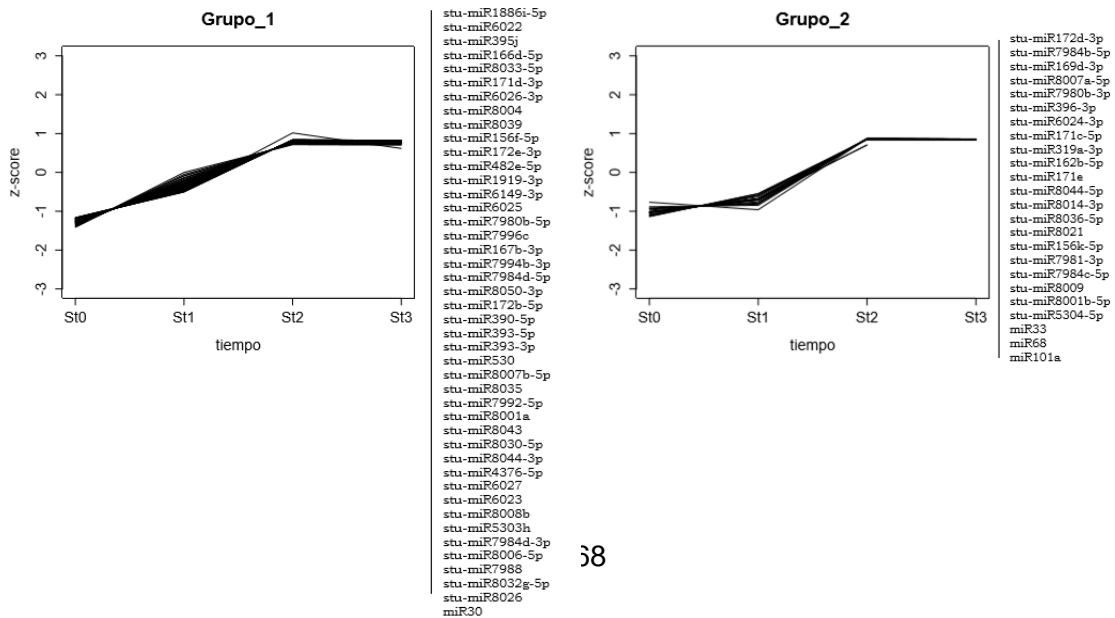 Grupo_1
z-score
3
2
1
0
-1
-2
-3
St0 St1 St2 St3
tiempo
stu-miR1886i-5p
stu-miR6022
stu-miR395j
stu-miR166d-5p
stu-miR8033-5p
stu-miR171d-3p
stu-miR6026-3p
stu-miR8004
stu-miR8039
stu-miR156f-5p
stu-miR172e-3p
stu-miR482e-5p
stu-miR1919-3p
stu-miR6149-3p
stu-miR6025
stu-miR7980b-5p
stu-miR7996c
stu-miR167b-3p
stu-miR7994b-3p
stu-miR7984d-5p
stu-miR8050-3p
stu-miR172b-5p
stu-miR390-5p
stu-miR393-5p
stu-miR393-3p
stu-miR530
stu-miR8007b-5p
stu-miR8035
stu-miR7992-5p
stu-miR8001a
stu-miR8043
stu-miR8030-5p
stu-miR8044-3p
stu-miR4376-5p
stu-miR6027
stu-miR6023
stu-miR8008b
stu-miR5303h
stu-miR7984d-3p
stu-miR8006-5p
stu-miR7988
stu-miR8032g-5p
stu-miR8026
miR30
Grupo_2
z-score
3
2
1
0
-1
-2
-3
St0 St1 St2 St3
tiempo
stu-miR172d-3p
stu-miR7984b-5p
stu-miR169d-3p
stu-miR8007a-5p
stu-miR7980b-3p
stu-miR396-3p
stu-miR6024-3p
stu-miR171c-5p
stu-miR319a-3p
stu-miR162b-5p
stu-miR171e
stu-miR8044-5p
stu-miR8014-3p
stu-miR8036-5p
stu-miR8021
stu-miR156k-5p
stu-miR7981-3p
stu-miR7984c-5p
stu-miR8009
stu-miR8001b-5p
stu-miR5304-5p
miR33
miR68
miR101a